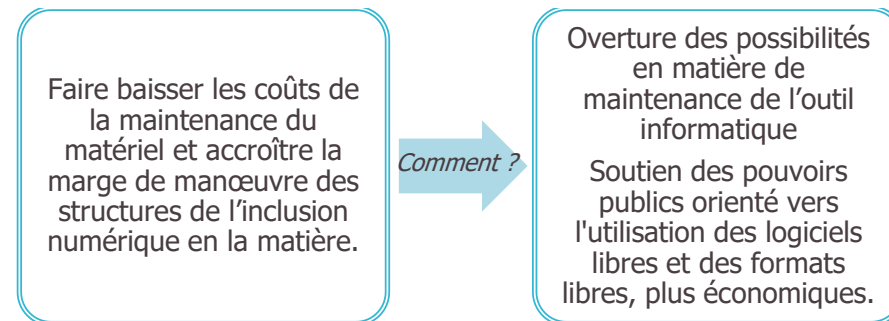 Faire baisser les coûts de
la maintenance du
matériel et accroître la
marge de manœuvre des
structures de l'inclusion
numérique en la matière.
Comment ?
Overture des possibilités
en matière de
maintenance de l'outil
informatique
Soutien des pouvoirs
publics orienté vers
l'utilisation des logiciels
libres et des formats
libres, plus économiques.